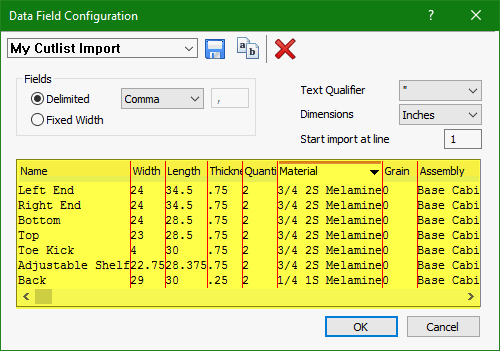 Data Field Configuration ? ×
My Cutlist Import
Fields
Delimited Comma ,
Fixed Width
Text Qualifier "
Dimensions Inches
Start import at line 1
Name Width Length Thickne Quanti Material Grain Assembly
Left End 24 34.5 .75 2 3/4 2S Melamine 0 Base Cabi
Right End 24 34.5 .75 2 3/4 2S Melamine 0 Base Cabi
Bottom 24 28.5 .75 2 3/4 2S Melamine 0 Base Cabi
Top 23 28.5 .75 2 3/4 2S Melamine 0 Base Cabi
Toe Kick 4 30 .75 2 3/4 2S Melamine 0 Base Cabi
Adjustable Shelf 22.75 28.375 .75 2 3/4 2S Melamine 0 Base Cabi
Back 29 30 .25 2 1/4 1S Melamine 0 Base Cabi
OK Cancel